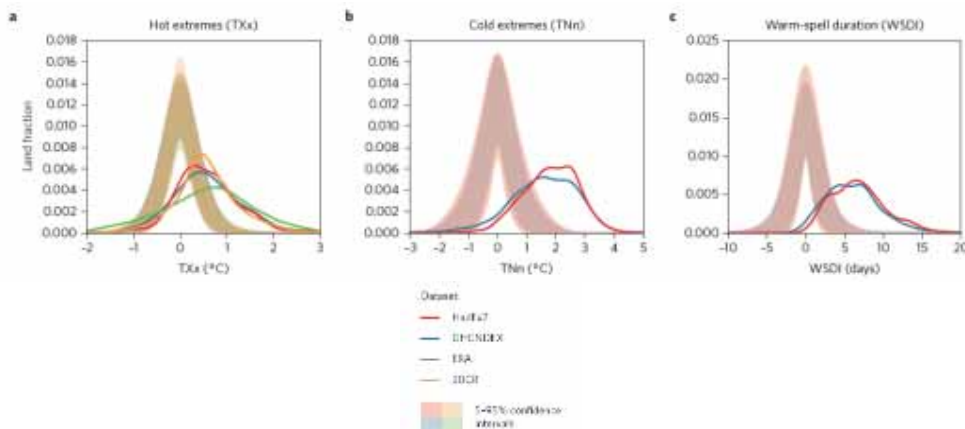 a Hot extremes (TXx)
0.018
0.016
0.014
0.012
0.010
0.008
0.006
0.004
0.002
0.000
Land fraction
-2 -1 0 1 2 3
TXx (°C)
b Cold extremes (TNn)
0.018
0.016
0.014
0.012
0.010
0.008
0.006
0.004
0.002
0.000
-3 -2 -1 0 1 2 3 4 5
TNn (°C)
c Warm-spell duration (WSDI)
0.025
0.020
0.015
0.010
0.005
0.000
-10 -5 0 5 10 15 20
WSDI (days)
Dataset
5–95% confidence
intervals